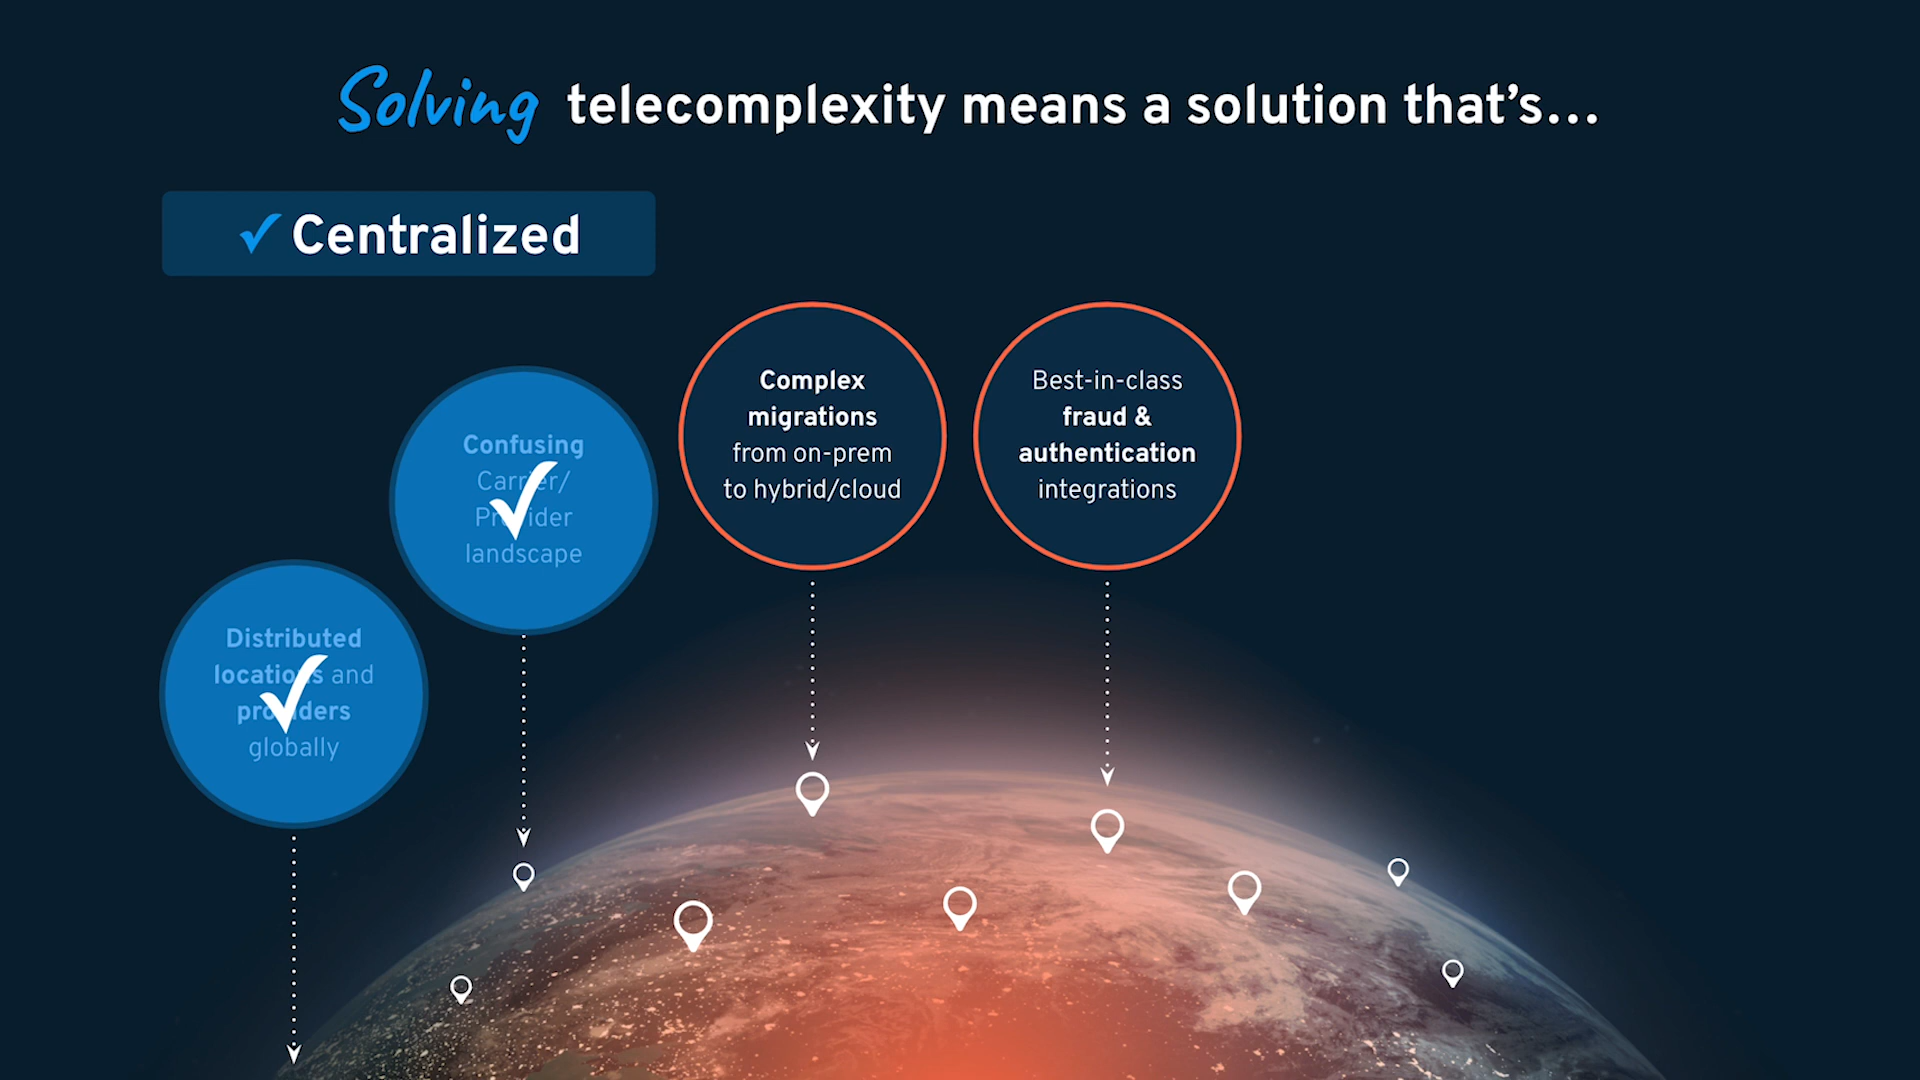 Solving telecomplexity means a solution that's...
Centralized
Distributed
locations and
providers
globally
Confusing
Carrier/
Provider
landscape
Complex
migrations
from on-prem
to hybrid/cloud
Best-in-class
fraud &
authentication
integrations